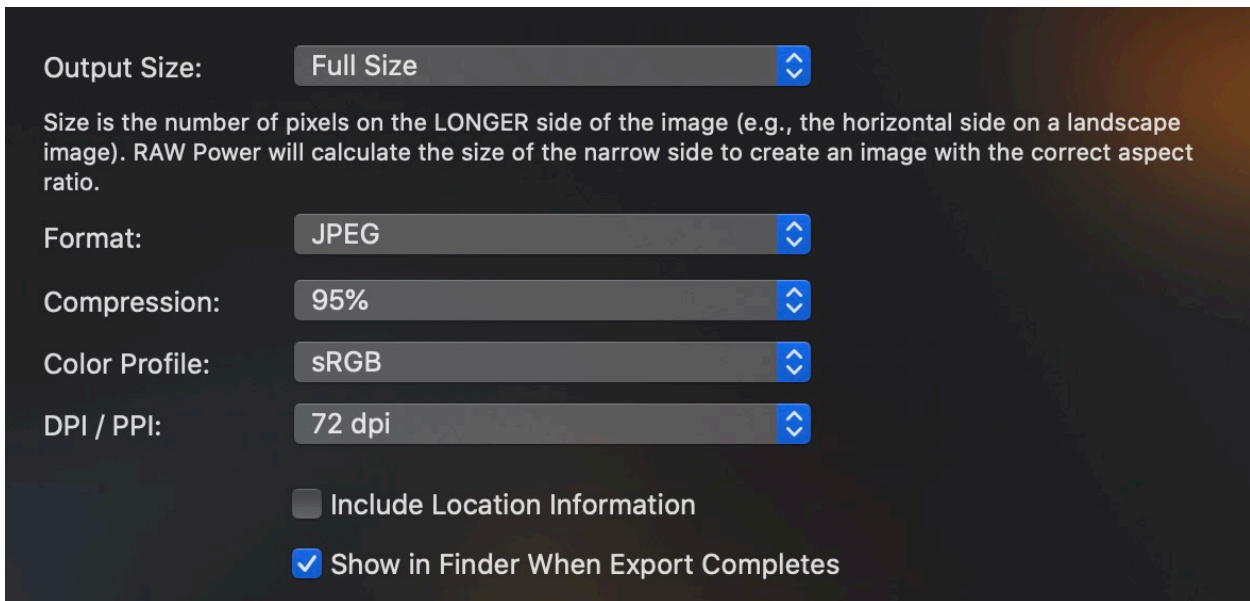 Output Size: Full Size
Size is the number of pixels on the LONGER side of the image (e.g., the horizontal side on a landscape
image). RAW Power will calculate the size of the narrow side to create an image with the correct aspect
ratio.
Format: JPEG
Compression: 95%
Color Profile: sRGB
DPI / PPI: 72 dpi
Include Location Information
Show in Finder When Export Completes